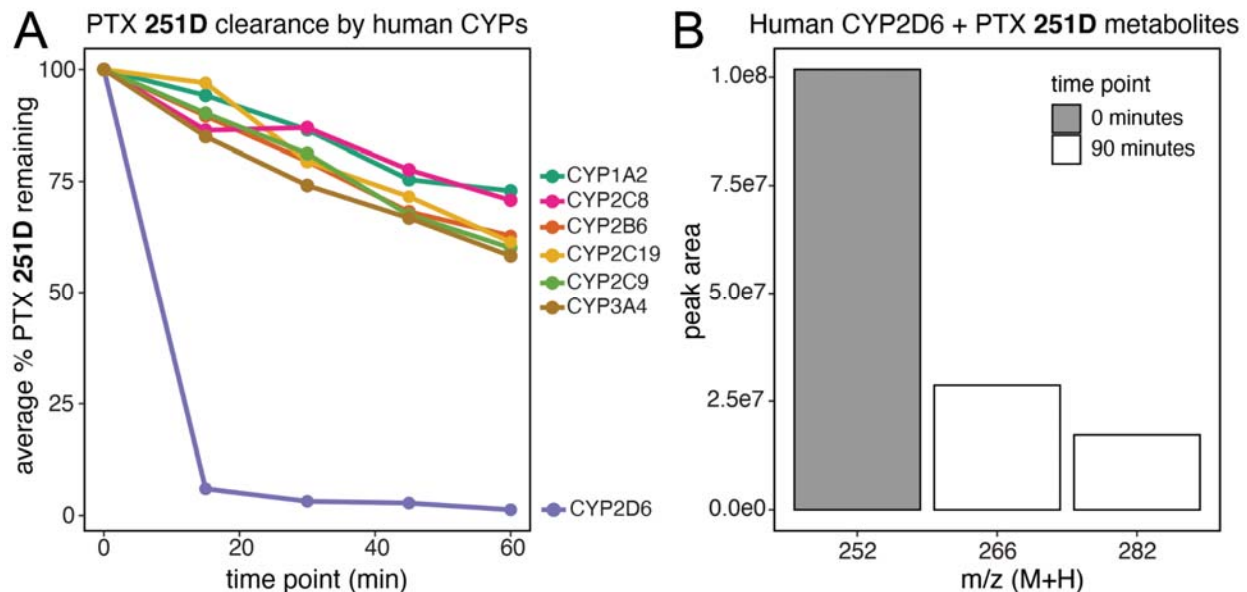 A
PTX 251D clearance by human CYPs
average % PTX 251D remaining
100
75
50
25
0
0
20
40
60
time point (min)
CYP1A2
CYP2C8
CYP2B6
CYP2C19
CYP2C9
CYP3A4
CYP2D6
B
Human CYP2D6 + PTX 251D metabolites
peak area
1.0e8
7.5e7
5.0e7
2.5e7
0.0e0
time point
0 minutes
90 minutes
252
266
282
m/z (M+H)